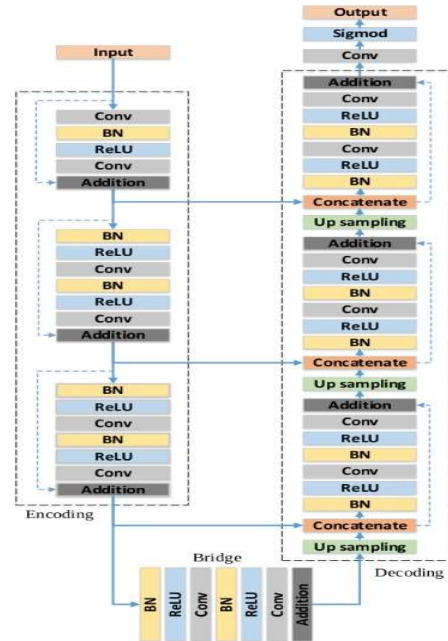 Input
Conv
BN
ReLU
Conv
Addition
BN
ReLU
Conv
BN
ReLU
Conv
Addition
BN
ReLU
Conv
BN
ReLU
Conv
Addition
Encoding
Bridge
BN
ReLU
Conv
BN
ReLU
Conv
Addition
Output
Sigmod
Conv
Addition
Conv
ReLU
BN
Conv
ReLU
BN
Concatenate
Up sampling
Addition
Conv
ReLU
BN
Conv
ReLU
BN
Concatenate
Up sampling
Addition
Conv
ReLU
BN
Conv
ReLU
BN
Concatenate
Up sampling
Decoding